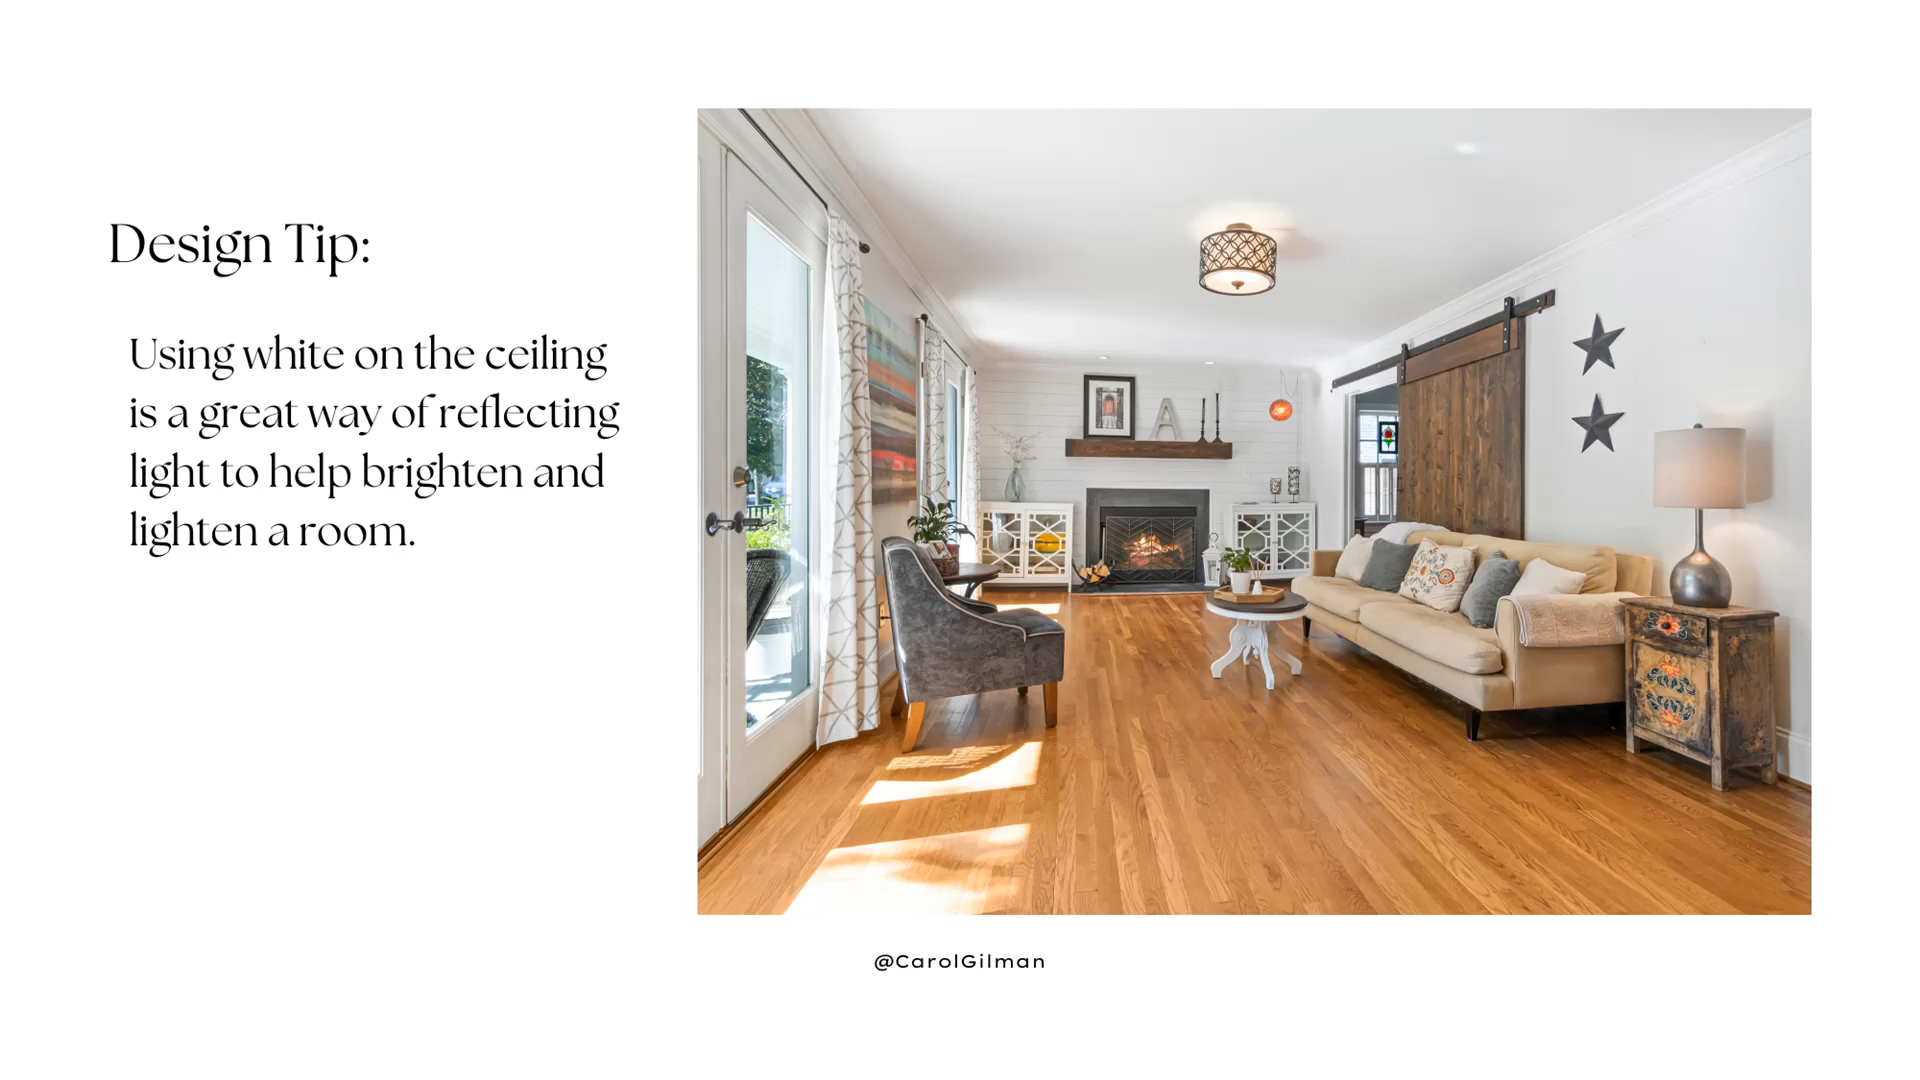 Design Tip:
Using white on the ceiling
is a great way of reflecting
light to help brighten and
lighten a room.
A
@CarolGilman